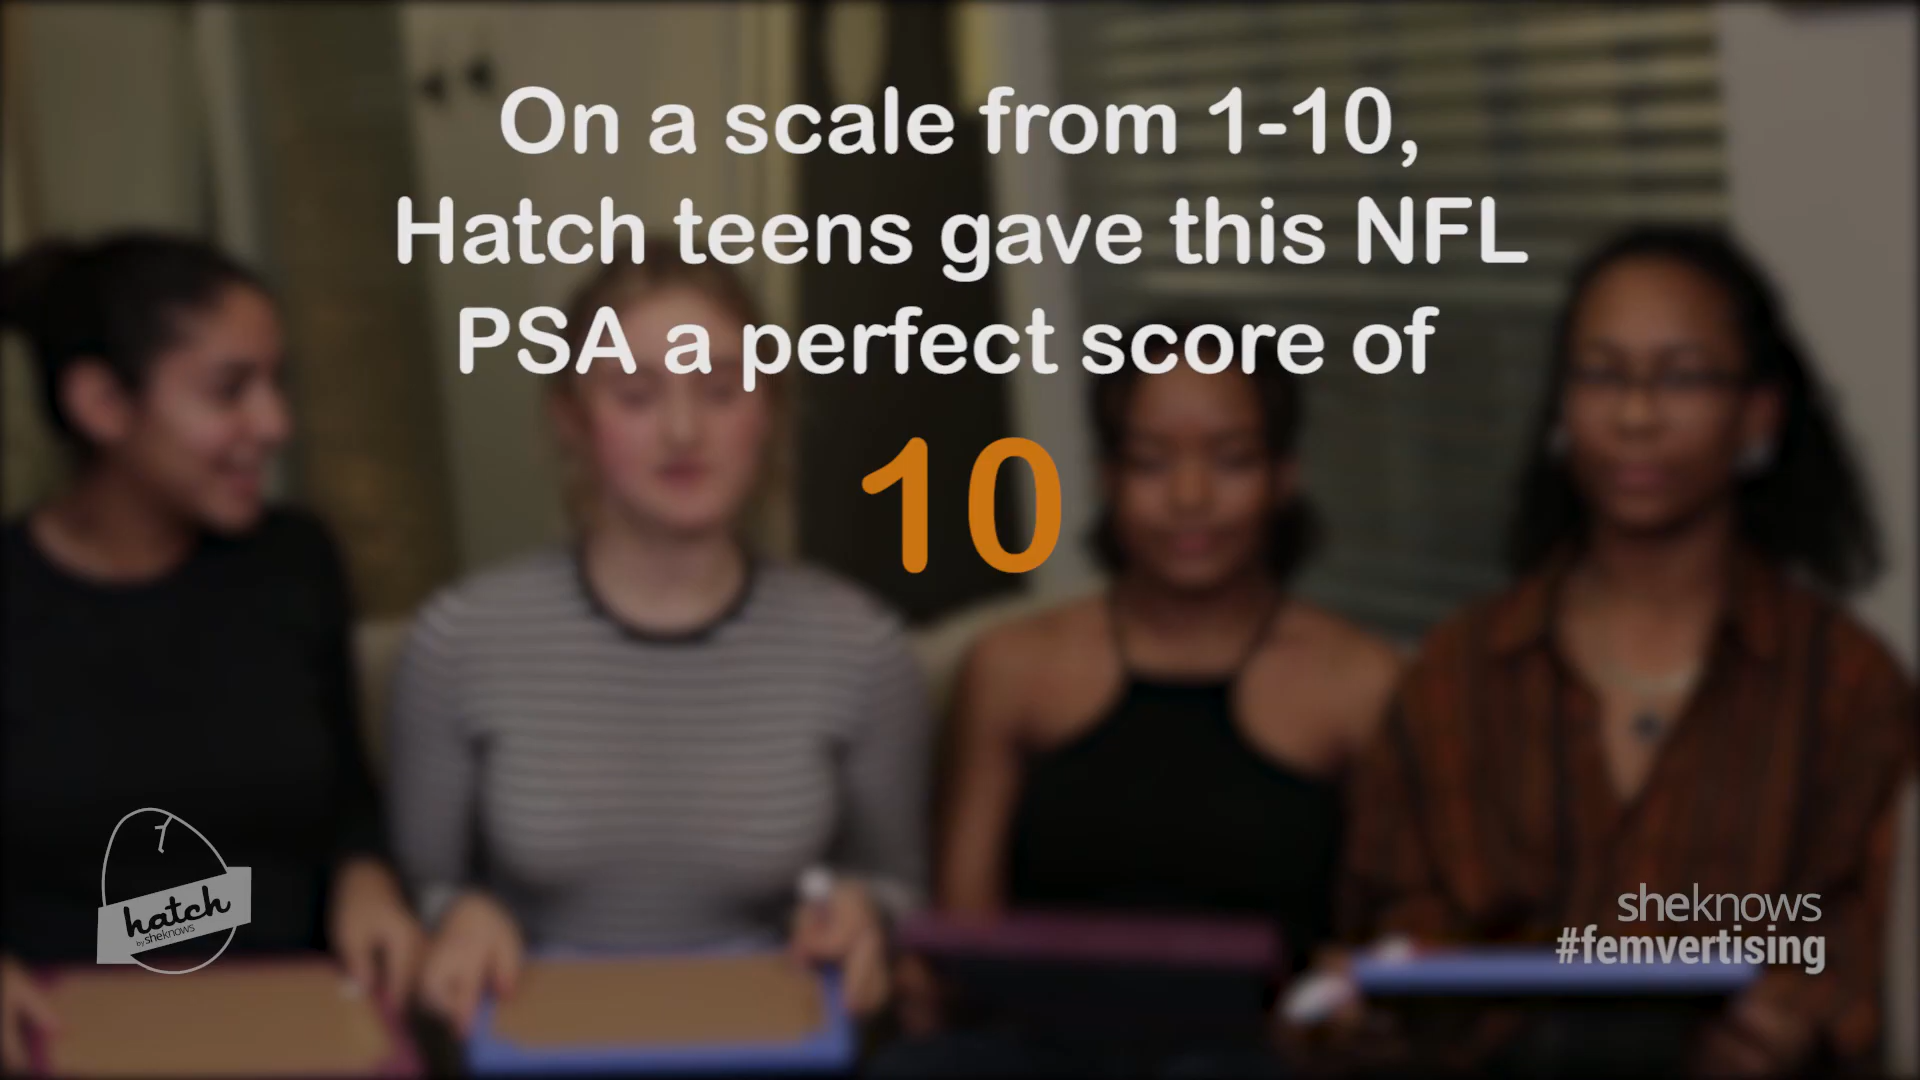 On a scale from 1-10,
Hatch teens gave this NFL
PSA a perfect score of
10
hatch
by sheknows
sheknows
#femvertising